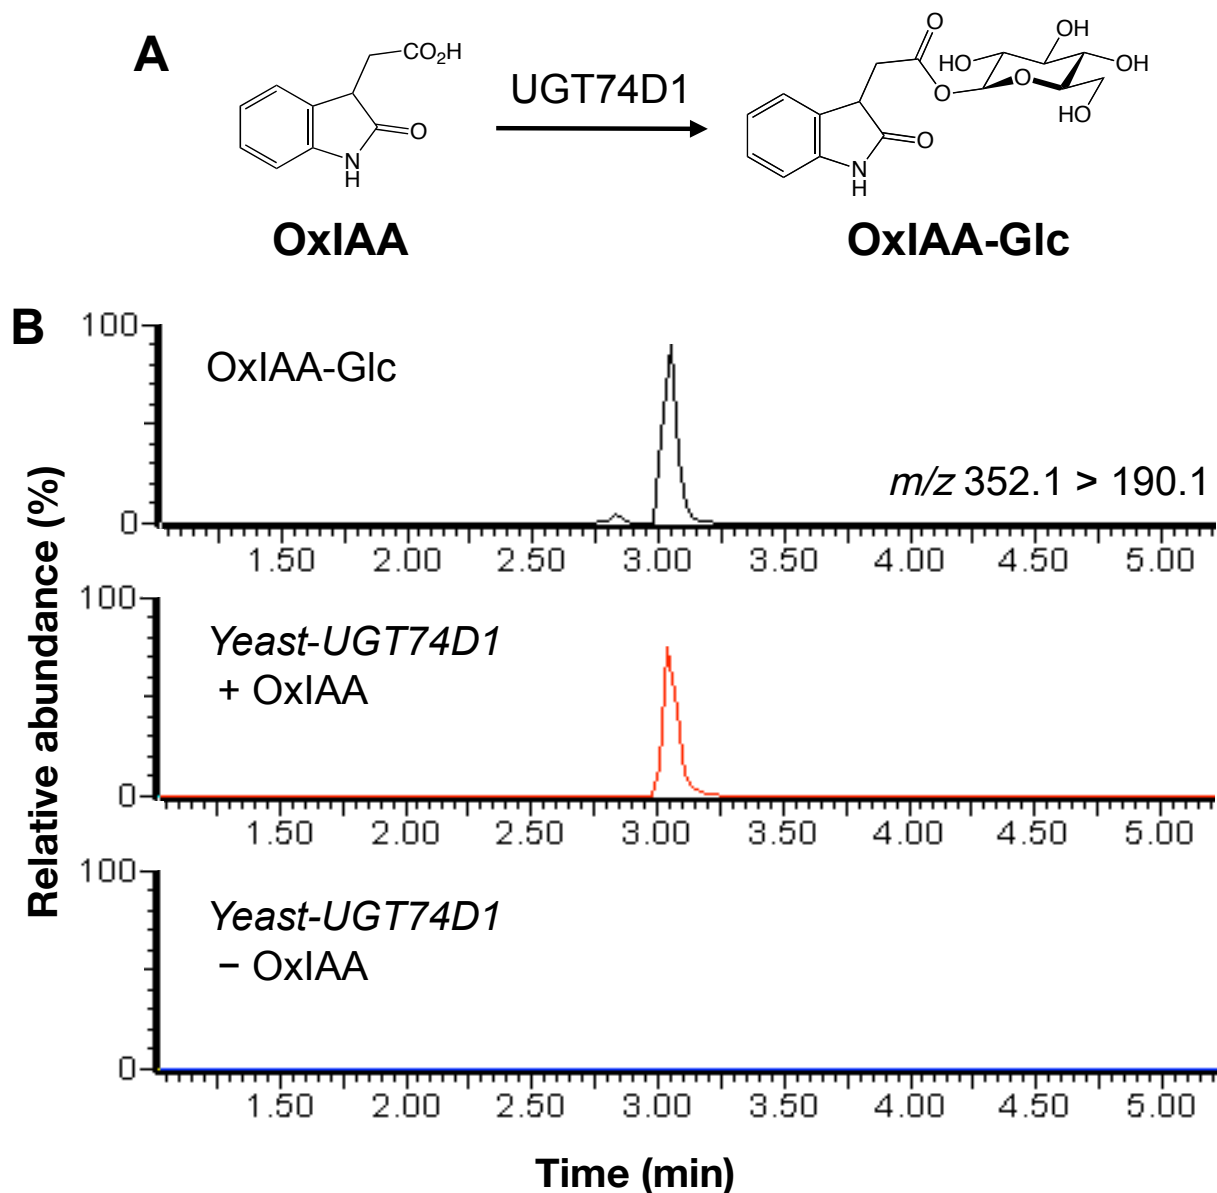 A
CO₂H
O
N
H
OxIAA
UGT74D1
O
O
HO
OH
OH
O
HO
O
N
H
OxIAA-Glc
B
Relative abundance (%)
100
0
OxIAA-Glc
m/z 352.1 > 190.1
1.50 2.00 2.50 3.00 3.50 4.00 4.50 5.00
100
0
Yeast-UGT74D1
+ OxIAA
1.50 2.00 2.50 3.00 3.50 4.00 4.50 5.00
100
0
Yeast-UGT74D1
− OxIAA
1.50 2.00 2.50 3.00 3.50 4.00 4.50 5.00
Time (min)